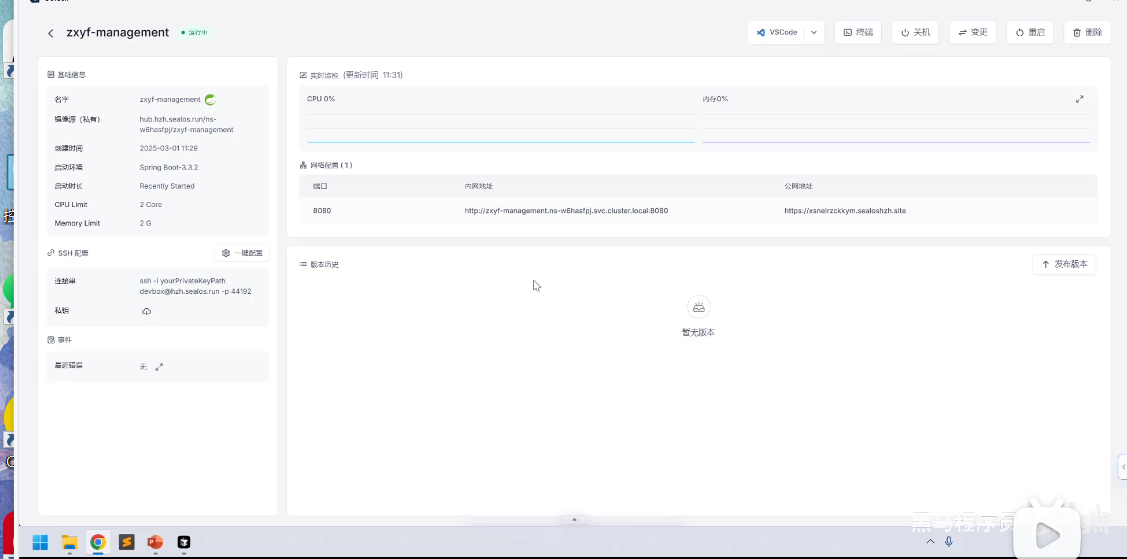 zxyf-management
运行中
VSCode
终端
关机
变更
重启
删除
基础信息
名字 zxyf-management
镜像源（私有） hub.hzh.sealos.run/ns-
w6hasfpj/zxyf-management
创建时间 2025-03-01 11:29
启动环境 Spring Boot-3.3.2
启动时长 Recently Started
CPU Limit 2 Core
Memory Limit 2 G
SSH 配置
一键配置
连接串 ssh -i yourPrivateKeyPath
devbox@hzh.sealos.run -p 44192
私钥
事件
最近错误 无
实时监控 (更新时间 11:31)
CPU 0%
内存0%
网络配置 ( 1 )
端口 内网地址 公网地址
8080 http://zxyf-management.ns-w6hasfpj.svc.cluster.local:8080 https://xsnelrzckkym.sealoshzh.site
版本历史
发布版本
暂无版本
黑马程序员